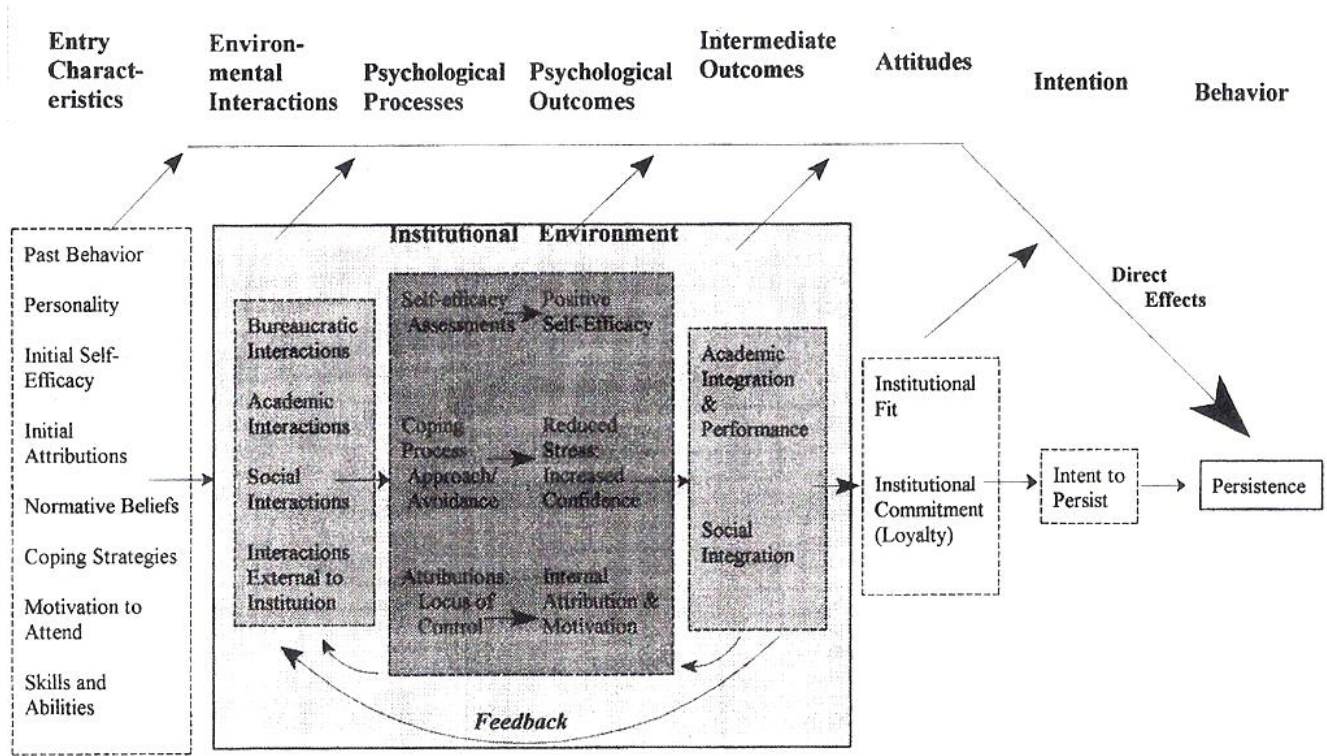 Entry
Charact-
eristics
Environ-
mental
Interactions
Psychological
Processes
Psychological
Outcomes
Intermediate
Outcomes
Attitudes
Intention
Behavior
Past Behavior
Personality
Initial Self-
Efficacy
Initial
Attributions
Normative Beliefs
Coping Strategies
Motivation to
Attend
Skills and
Abilities
Institutional Environment
Bureaucratic
Interactions
Academic
Interactions
Social
Interactions
Interactions
External to
Institution
Self-efficacy
Assessments
Positive
Self-Efficacy
Coping
Process
Approach/
Avoidance
Reduced
Stress:
Increased
Confidence
Attributions:
Locus of
Control
Internal
Attribution &
Motivation
Academic
Integration
&
Performance
Social
Integration
Feedback
Institutional
Fit
Institutional
Commitment
(Loyalty)
Intent to
Persist
Direct
Effects
Persistence